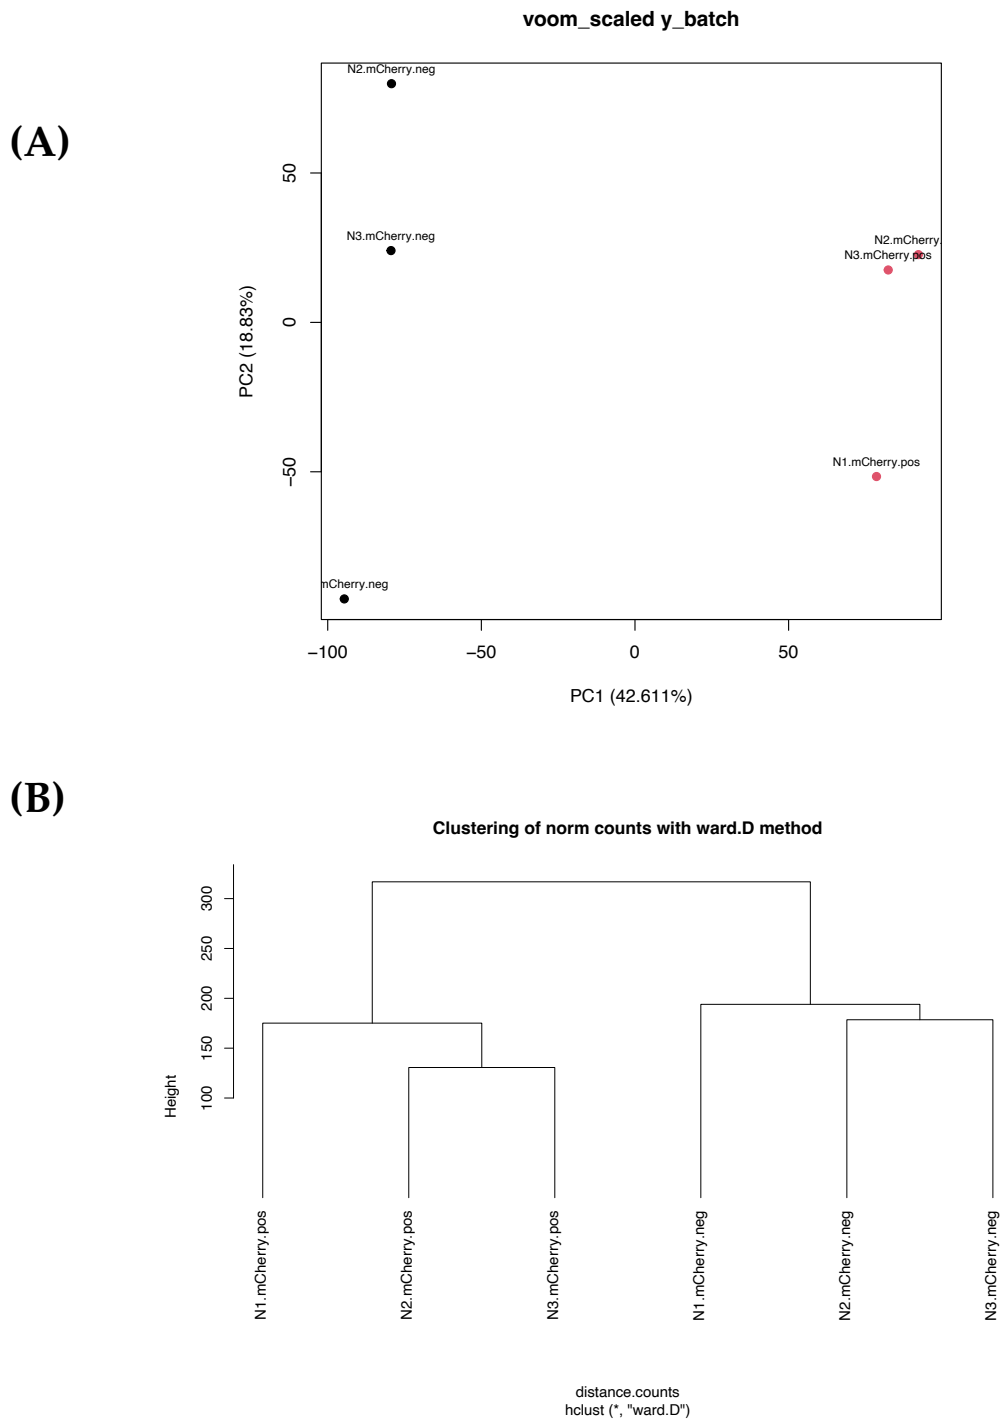 (A)
voom_scaled y_batch
N2.mCherry.neg
N3.mCherry.neg
N2.mCherry.
N3.mCherry.pos
N1.mCherry.pos
mCherry.neg
50
0
−50
PC2 (18.83%)
−100
−50
0
50
PC1 (42.611%)
(B)
Clustering of norm counts with ward.D method
300
250
200
150
100
Height
N1.mCherry.pos
N2.mCherry.pos
N3.mCherry.pos
N1.mCherry.neg
N2.mCherry.neg
N3.mCherry.neg
distance.counts
hclust (*, "ward.D")